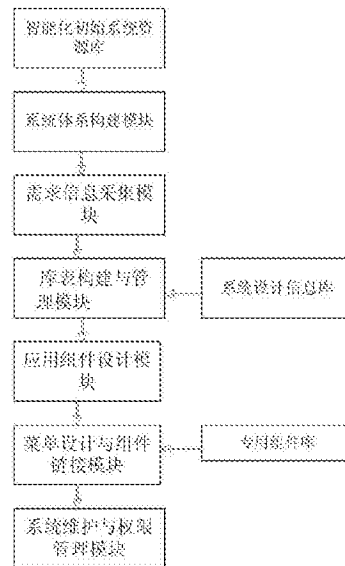 智能化初始系统资
源库
系统体系构建模块
需求信息采集模
块
库表构建与管
理模块
系统设计信息库
应用组件设计模
块
菜单设计与组件
链接模块
专用组件库
系统维护与权限
管理模块